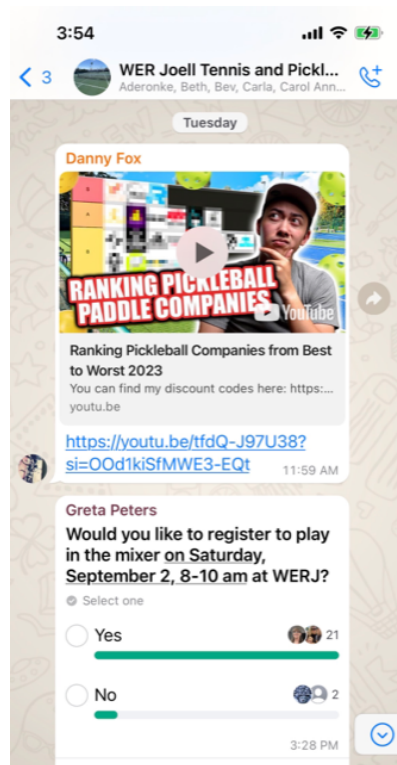 3:54
3
WER Joell Tennis and Pickl...
Aderonke, Beth, Bev, Carla, Carol Ann...
Tuesday
Danny Fox
RANKING PICKLEBALL
PADDLE COMPANIES
YouTube
Ranking Pickleball Companies from Best
to Worst 2023
You can find my discount codes here: https:...
youtu.be
https://youtu.be/tfdQ-J97U38?
si=OOd1kiSfMWE3-EQt
11:59 AM
Greta Peters
Would you like to register to play
in the mixer on Saturday,
September 2, 8-10 am at WERJ?
Select one
Yes
21
No
2
3:28 PM